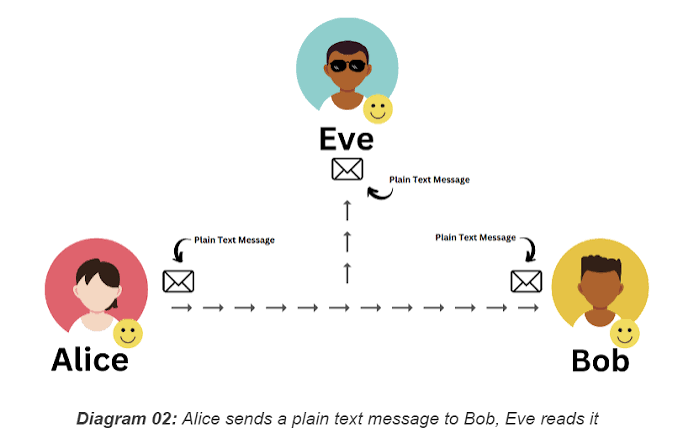 Eve
Plain Text Message
Plain Text Message
Plain Text Message
Alice
Bob
Diagram 02: Alice sends a plain text message to Bob, Eve reads it